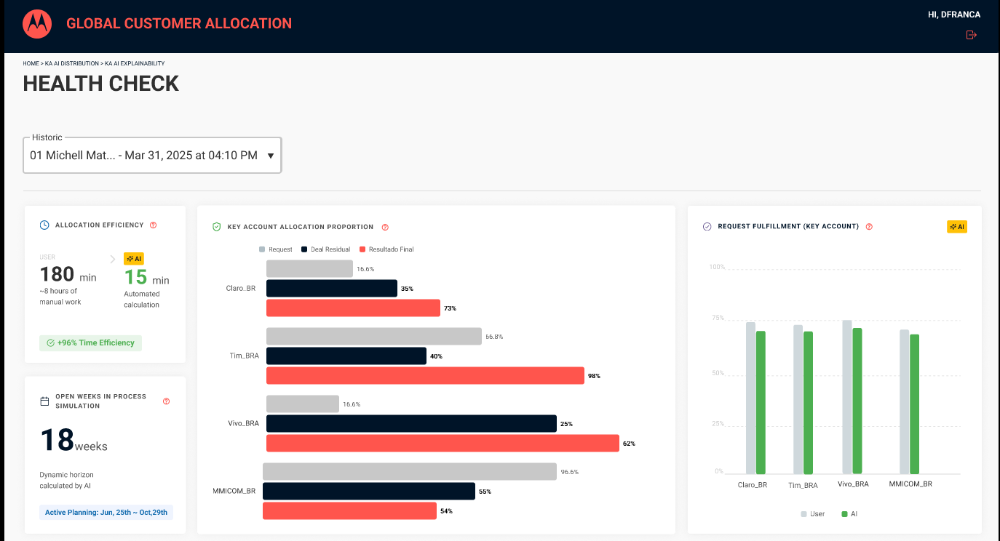 GLOBAL CUSTOMER ALLOCATION
HI, DFRANCA
HOME > KA AI DISTRIBUTION > KA AI EXPLAINABILITY
HEALTH CHECK
Historic
01 Michell Mat... - Mar 31, 2025 at 04:10 PM
ALLOCATION EFFICIENCY
USER
180 min
~8 hours of
manual work
AI
15 min
Automated
calculation
+96% Time Efficiency
OPEN WEEKS IN PROCESS
SIMULATION
18 weeks
Dynamic horizon
calculated by AI
Active Planning: Jun, 25th ~ Oct,29th
KEY ACCOUNT ALLOCATION PROPORTION
Request Deal Residual Resultado Final
Claro_BR
16.6%
35%
73%
Tim_BRA
66.8%
40%
98%
Vivo_BRA
16.6%
25%
62%
MMICOM_BR
96.6%
55%
54%
REQUEST FULFILLMENT (KEY ACCOUNT)
AI
100%
75%
50%
25%
0%
Claro_BR Tim_BRA Vivo_BRA MMICOM_BR
User AI